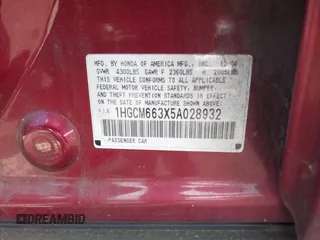 MFD. BY HONDA OF AMERICA MFG., INC. 12/04
GVWR 4300LBS GAWR F 2360LBS R 2005LBS
THIS VEHICLE CONFORMS TO ALL APPLICABLE
FEDERAL MOTOR VEHICLE SAFETY, BUMPER,
AND THEFT PREVENTION STANDARDS IN EFFECT
ON THE DATE OF MANUFACTURE SHOWN ABOVE.
V.I.N. 1HGCM663X5A028932
PASSENGER CAR
DREAMBID